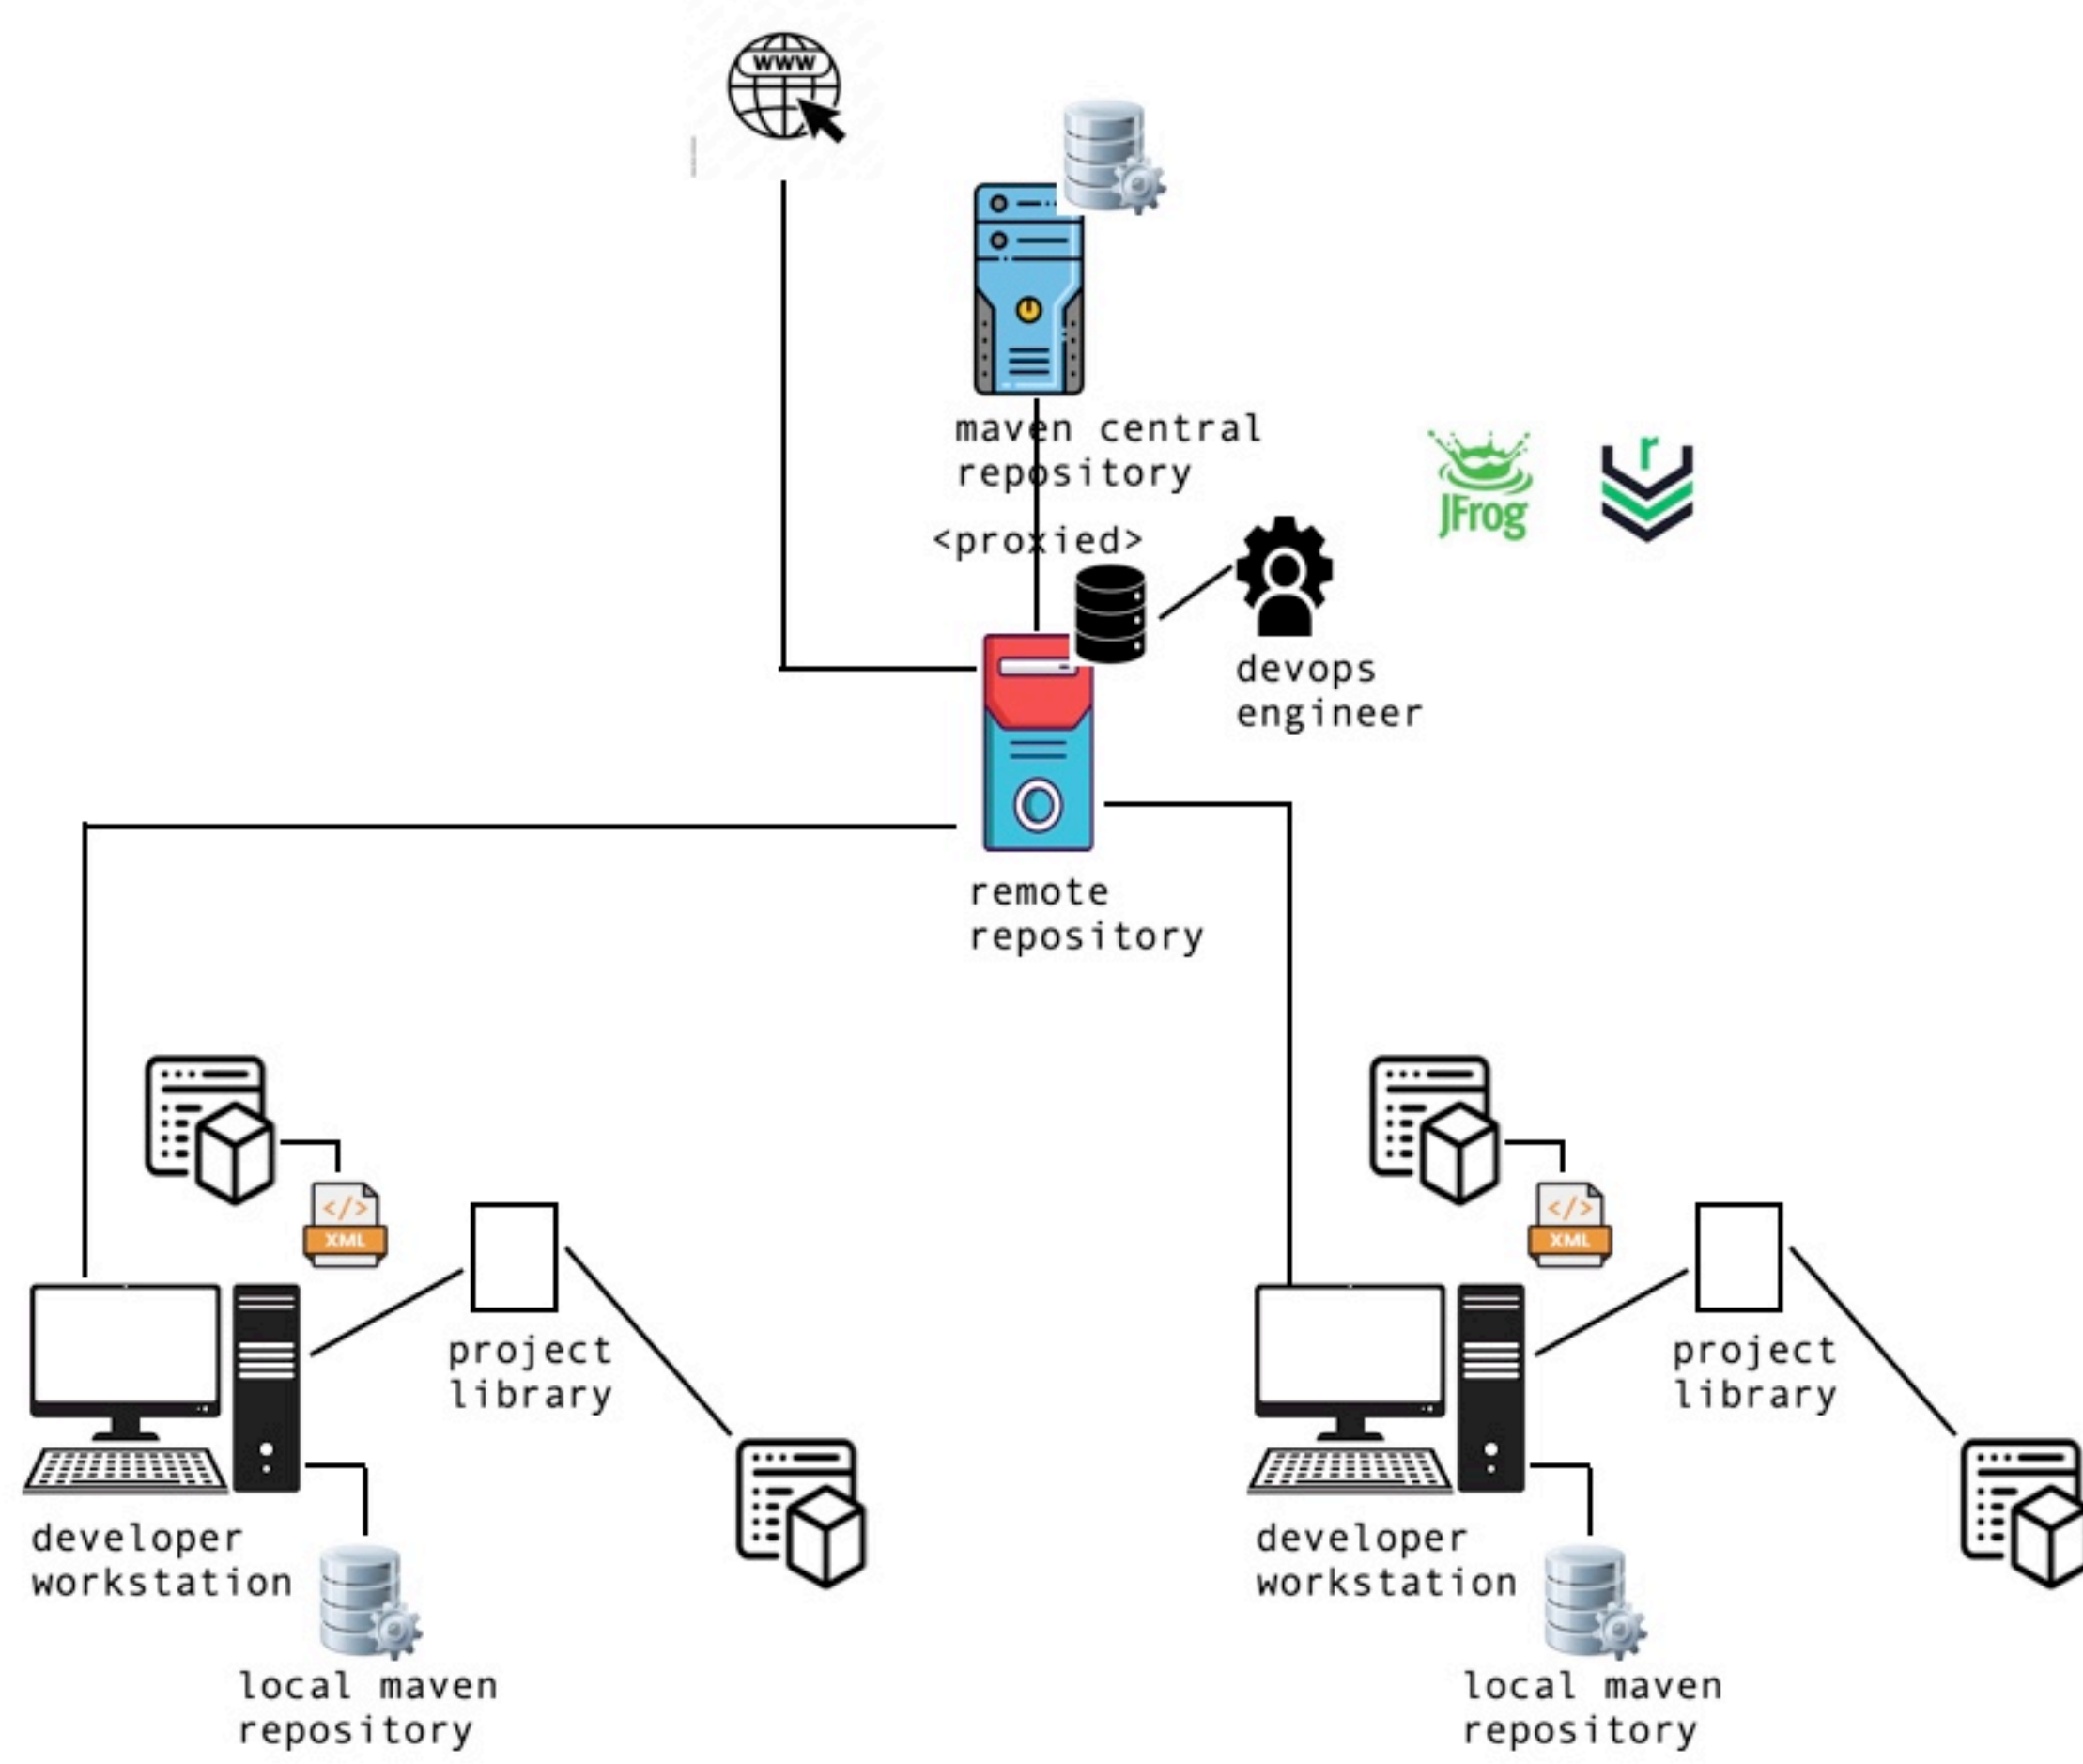 WWW
maven central
repository
<proxied>
JFrog
r
devops
engineer
remote
repository
XML
project
library
developer
workstation
local maven
repository
</>
XML
project
library
developer
workstation
local maven
repository
</>